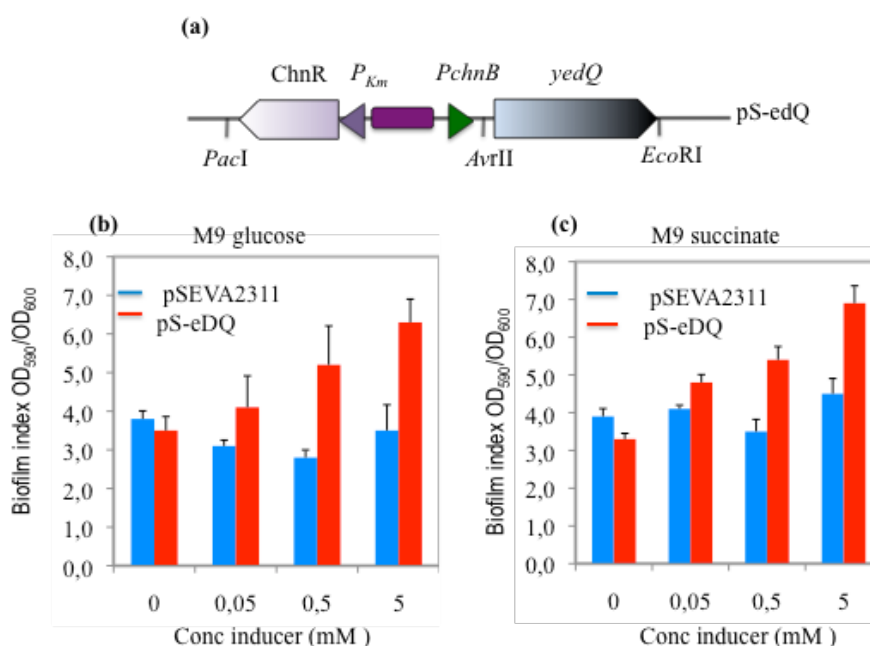 (a)
ChnR P_Km PchnB yedQ
pS-edQ
PacI AvrII EcoRI
(b)
M9 glucose
Biofilm index OD590/OD600
8,0
7,0
6,0
5,0
4,0
3,0
2,0
1,0
0,0
pSEVA2311
pS-eDQ
0 0,05 0,5 5
Conc inducer (mM )
(c)
M9 succinate
Biofilm index OD590/OD600
8,0
7,0
6,0
5,0
4,0
3,0
2,0
1,0
0,0
pSEVA2311
pS-eDQ
0 0,05 0,5 5
Conc inducer (mM )